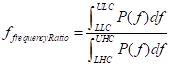 f_{frequencyRatio} = \frac{\int_{LLC}^{ULC} P(f)df}{\int_{LHC}^{UHC} P(f)df}